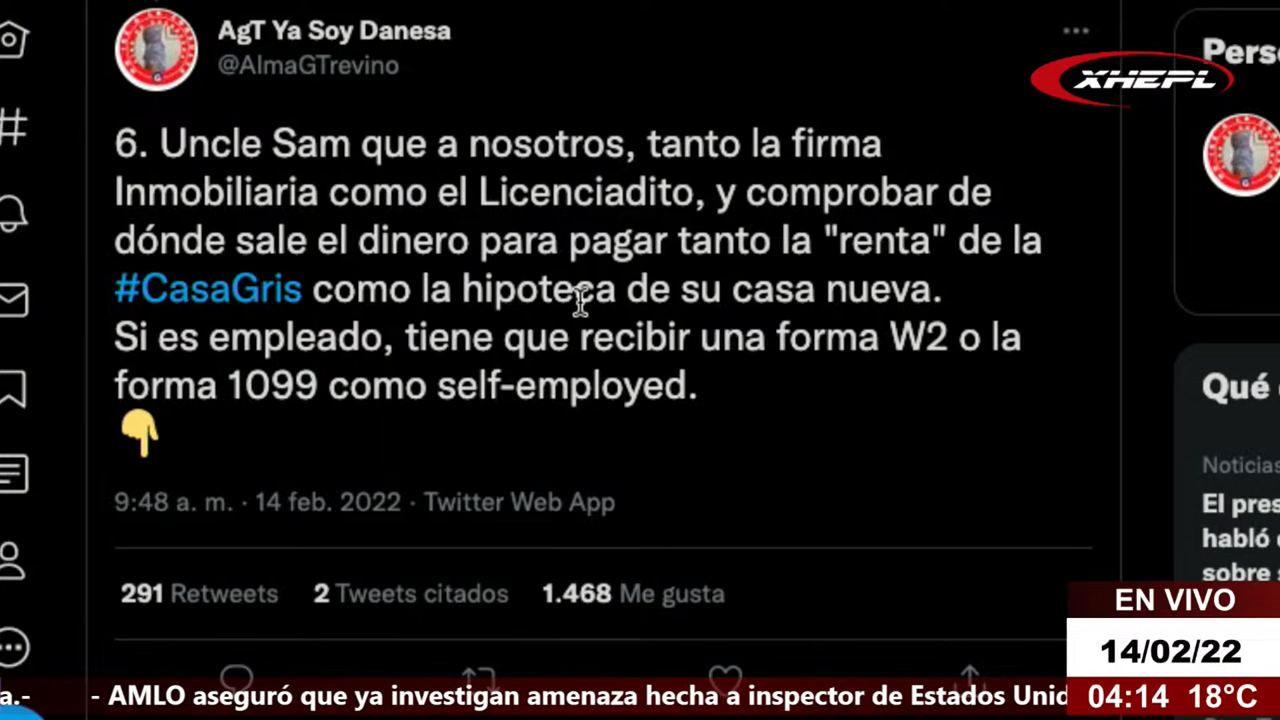 AgT Ya Soy Danesa
@AlmaGTrevino
XHEPL
6. Uncle Sam que a nosotros, tanto la firma
Inmobiliaria como el Licenciadito, y comprobar de
dónde sale el dinero para pagar tanto la "renta" de la
#CasaGris como la hipoteca de su casa nueva.
Si es empleado, tiene que recibir una forma W2 o la
forma 1099 como self-employed.
9:48 a. m. · 14 feb. 2022 · Twitter Web App
291 Retweets 2 Tweets citados 1.468 Me gusta
Qué
Noticias
El pres
habló
sobre
EN VIVO
14/02/22
04:14 18°C
a.- - AMLO aseguró que ya investigan amenaza hecha a inspector de Estados Unid